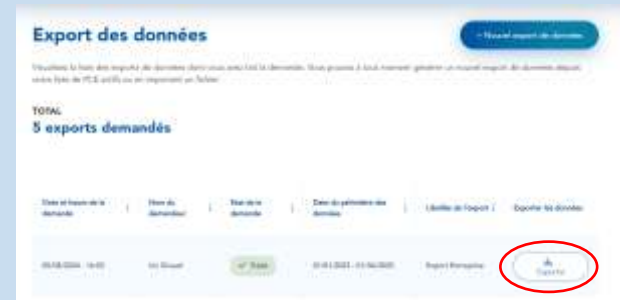 Export des données
+ Nouvel export de données
Visualisez la liste des exports de données dont vous avez fait la demande. Vous pouvez à tout moment générer un nouvel export de données depuis
votre liste de PCE actifs ou en important un fichier
TOTAL
5 exports demandés
Date et heure de la demande
Nom du demandeur
Etat de la demande
Date du périmètre des données
Libellés de l'export
Exporter les données
Traité
Export
Exporter